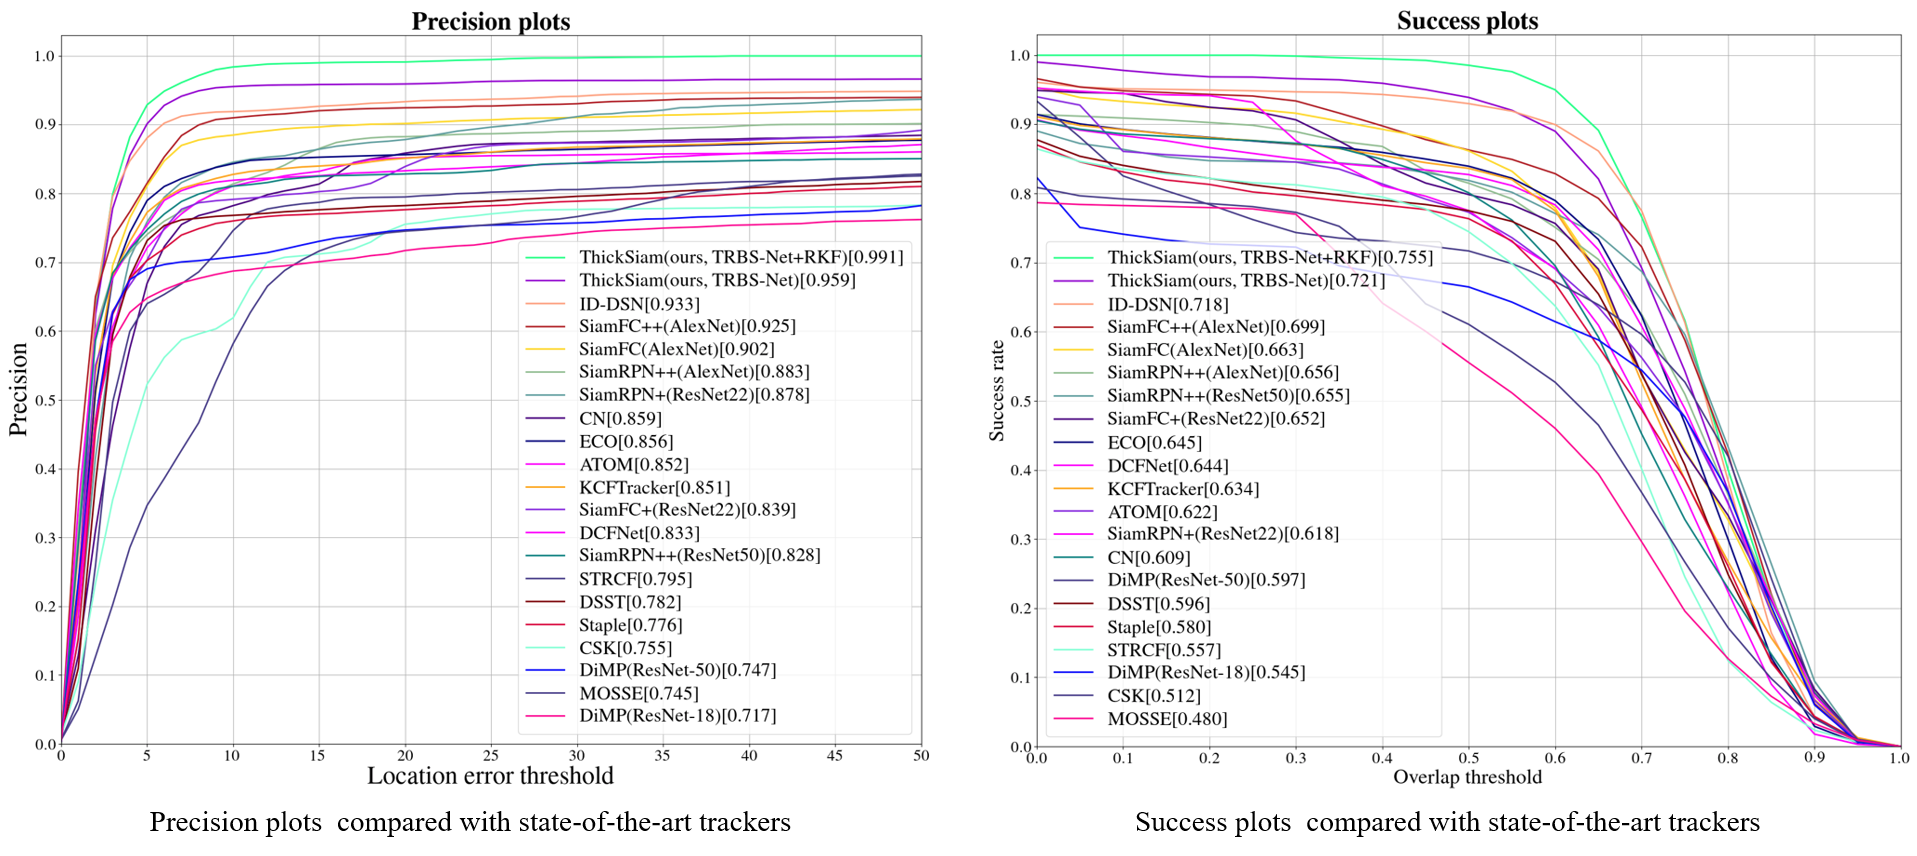 Precision plots
1.0
0.9
0.8
0.7
0.6
0.5
0.4
0.3
0.2
0.1
0.0
Precision
ThickSiam(ours, TRBS-Net+RKF)[0.991]
ThickSiam(ours, TRBS-Net)[0.959]
ID-DSN[0.933]
SiamFC++(AlexNet)[0.925]
SiamFC(AlexNet)[0.902]
SiamRPN++(AlexNet)[0.883]
SiamRPN+(ResNet22)[0.878]
CN[0.859]
ECO[0.856]
ATOM[0.852]
KCFTracker[0.851]
SiamFC+(ResNet22)[0.839]
DCFNet[0.833]
SiamRPN++(ResNet50)[0.828]
STRCF[0.795]
DSST[0.782]
Staple[0.776]
CSK[0.755]
DiMP(ResNet-50)[0.747]
MOSSE[0.745]
DiMP(ResNet-18)[0.717]
0 5 10 15 20 25 30 35 40 45 50
Location error threshold
Precision plots compared with state-of-the-art trackers
Success plots
1.0
0.9
0.8
0.7
0.6
0.5
0.4
0.3
0.2
0.1
0.0
Success rate
ThickSiam(ours, TRBS-Net+RKF)[0.755]
ThickSiam(ours, TRBS-Net)[0.721]
ID-DSN[0.718]
SiamFC++(AlexNet)[0.699]
SiamFC(AlexNet)[0.663]
SiamRPN++(AlexNet)[0.656]
SiamRPN++(ResNet50)[0.655]
SiamFC+(ResNet22)[0.652]
ECO[0.645]
DCFNet[0.644]
KCFTracker[0.634]
ATOM[0.622]
SiamRPN+(ResNet22)[0.618]
CN[0.609]
DiMP(ResNet-50)[0.597]
DSST[0.596]
Staple[0.580]
STRCF[0.557]
DiMP(ResNet-18)[0.545]
CSK[0.512]
MOSSE[0.480]
0.0 0.1 0.2 0.3 0.4 0.5 0.6 0.7 0.8 0.9 1.0
Overlap threshold
Success plots compared with state-of-the-art trackers